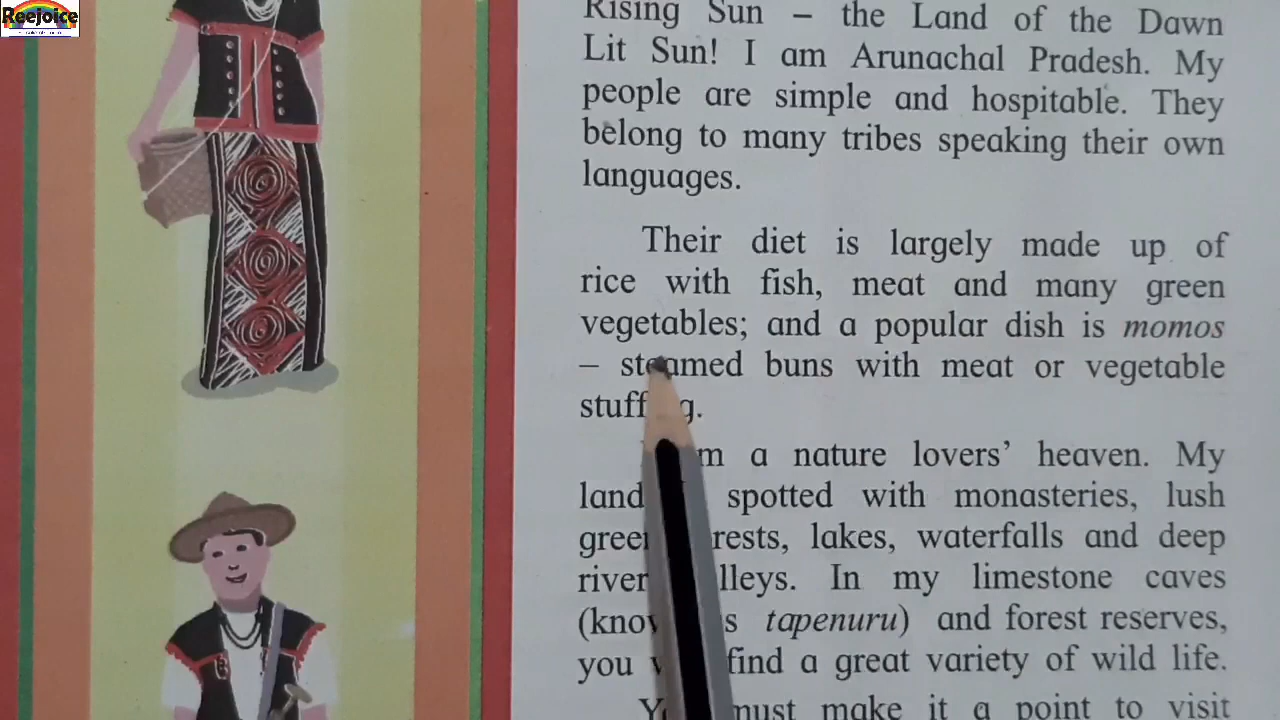 Reejoice
Rising Sun – the Land of the Dawn
Lit Sun! I am Arunachal Pradesh. My
people are simple and hospitable. They
belong to many tribes speaking their own
languages.
Their diet is largely made up of
rice with fish, meat and many green
vegetables; and a popular dish is momos
– steamed buns with meat or vegetable
stuffing.
a nature lovers' heaven. My
land spotted with monasteries, lush
green lakes, waterfalls and deep
river In my limestone caves
tapenuru) and forest reserves,
you find a great variety of wild life.
must make it a point to visit